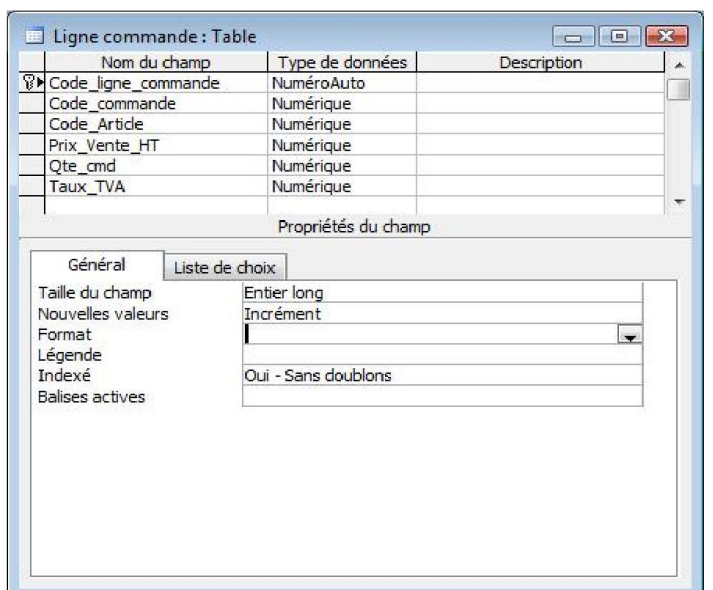 Ligne commande : Table
Nom du champ Type de données Description
Code_ligne_commande NuméroAuto
Code_commande Numérique
Code_Article Numérique
Prix_Vente_HT Numérique
Qte_cmd Numérique
Taux_TVA Numérique
Propriétés du champ
Général Liste de choix
Taille du champ Entier long
Nouvelles valeurs Incrément
Format
Légende
Indexé Oui - Sans doublons
Balises actives